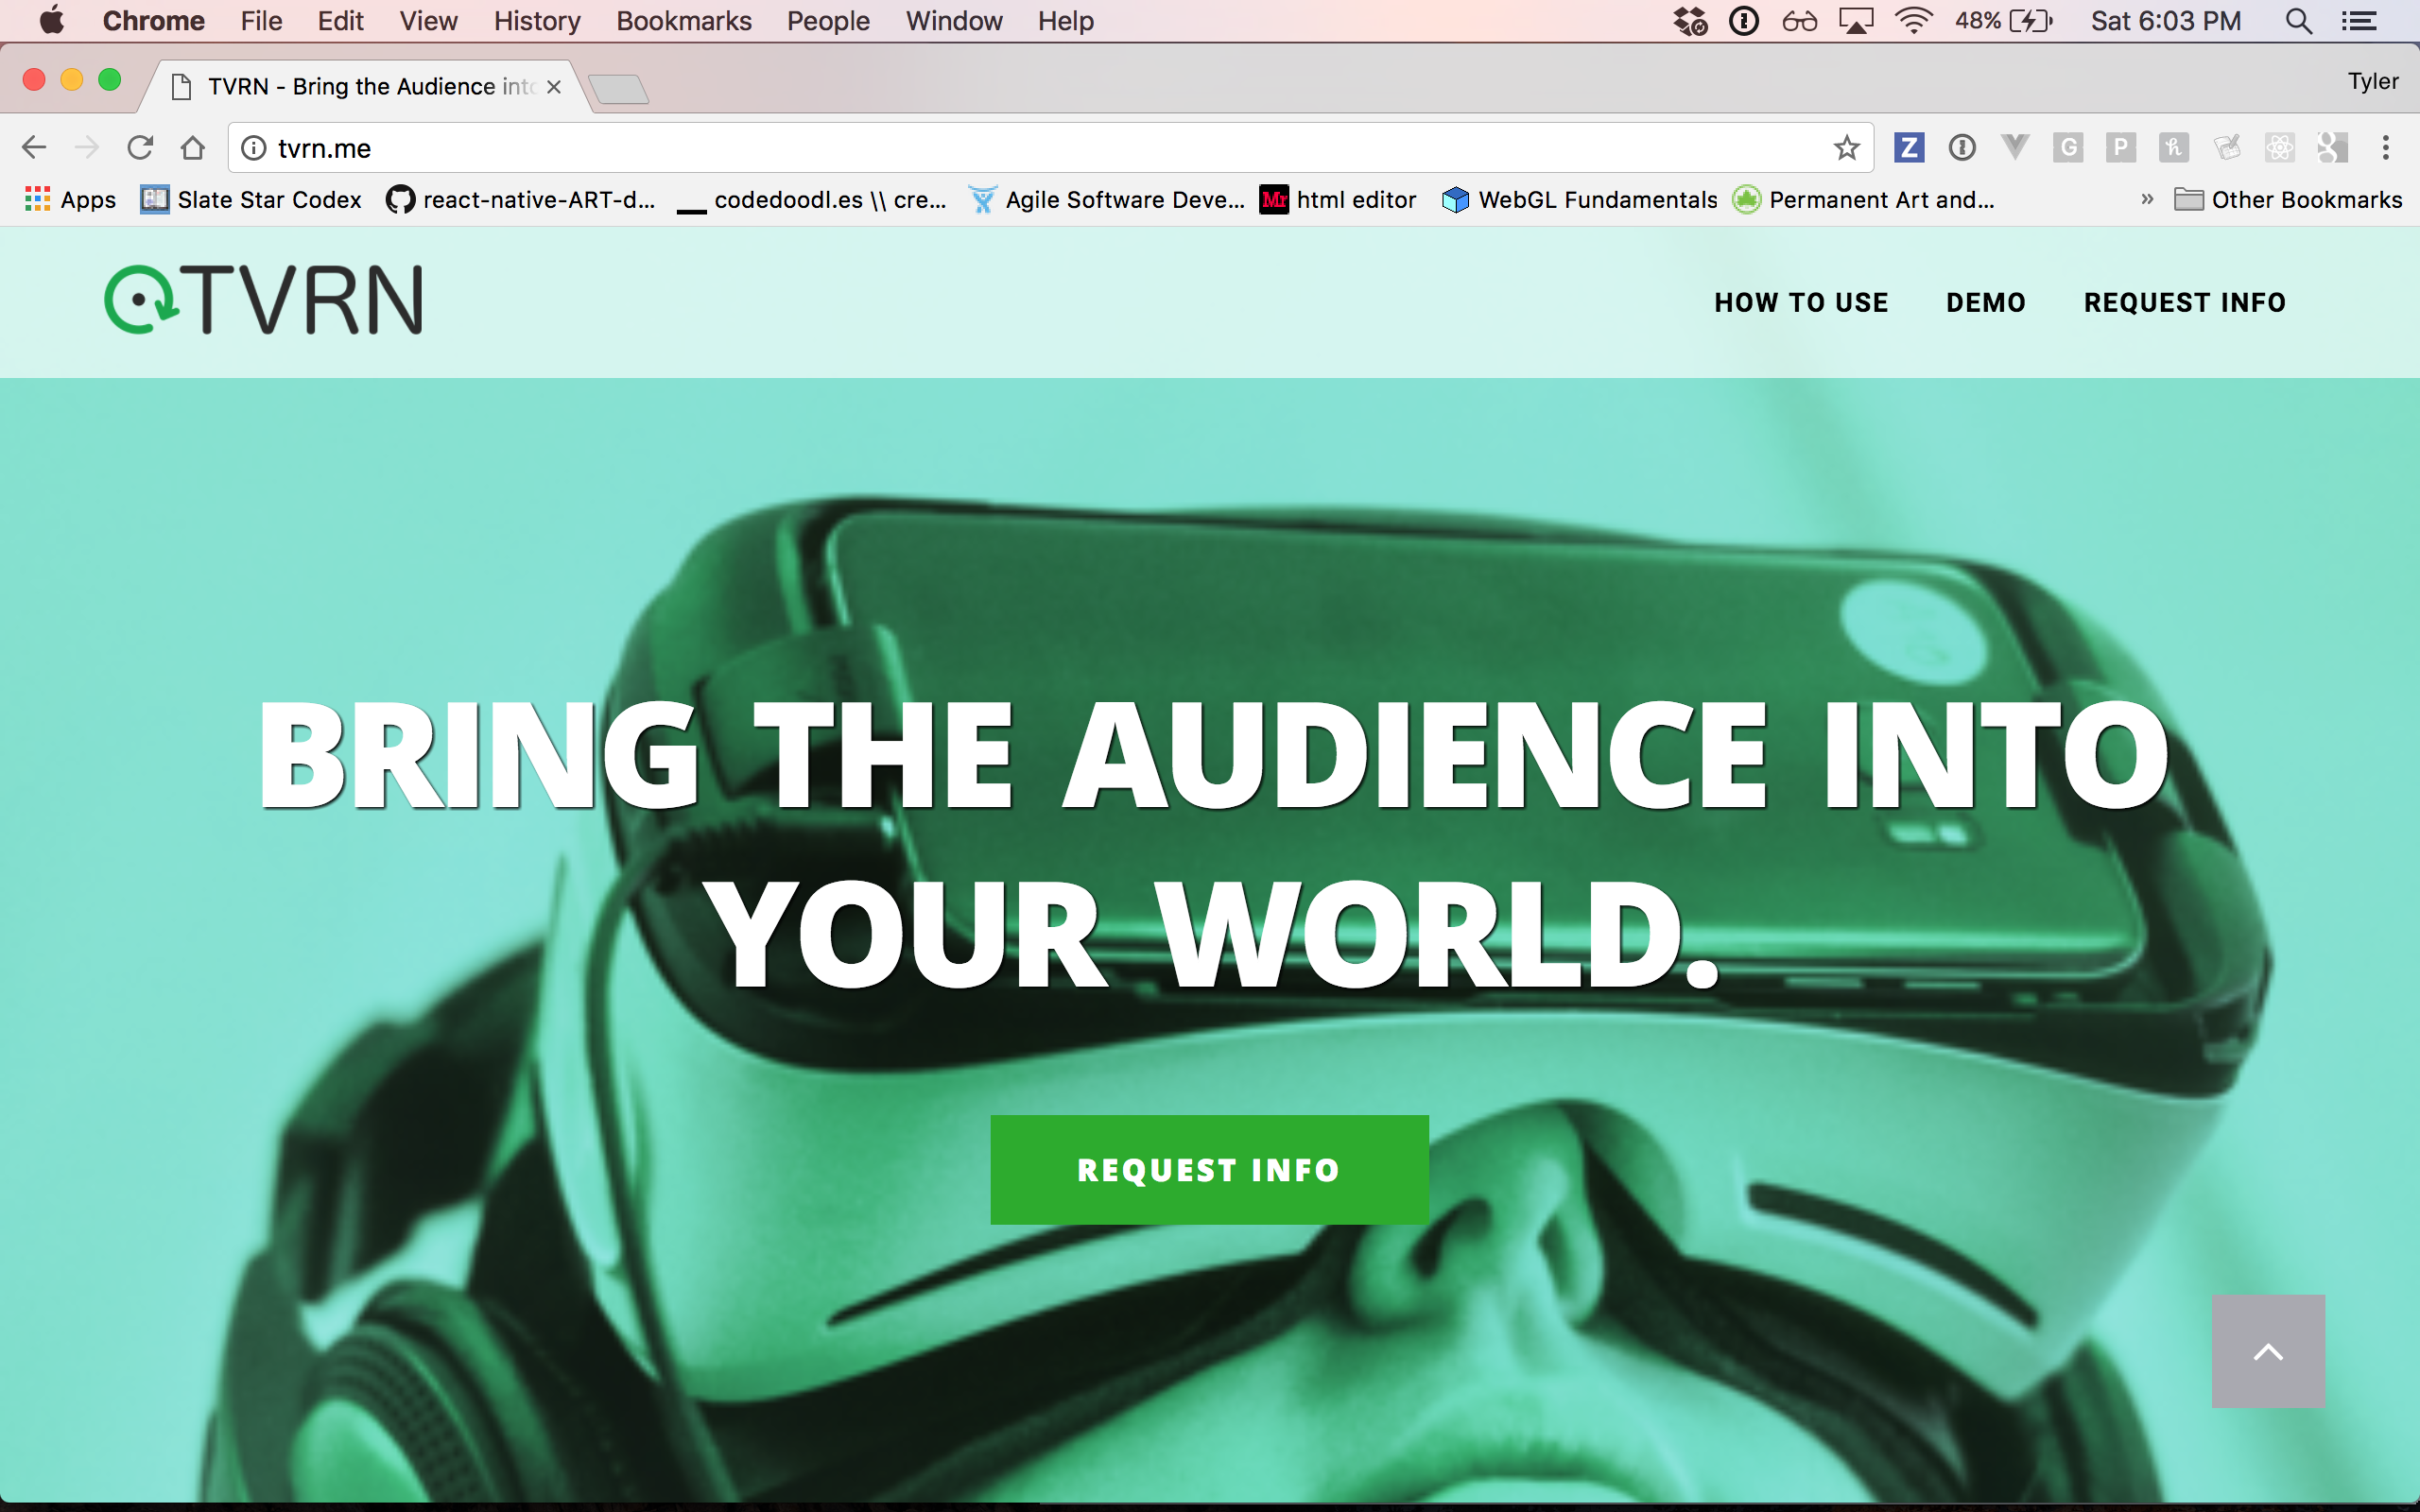 Chrome File Edit View History Bookmarks People Window Help 48% Sat 6:03 PM
TVRN - Bring the Audience into Tyler
tvrn.me
Apps Slate Star Codex react-native-ART-d... codedoodl.es \\ cre... Agile Software Deve... Mr html editor WebGL Fundamentals Permanent Art and... » Other Bookmarks
TVRN HOW TO USE DEMO REQUEST INFO
BRING THE AUDIENCE INTO
YOUR WORLD.
REQUEST INFO